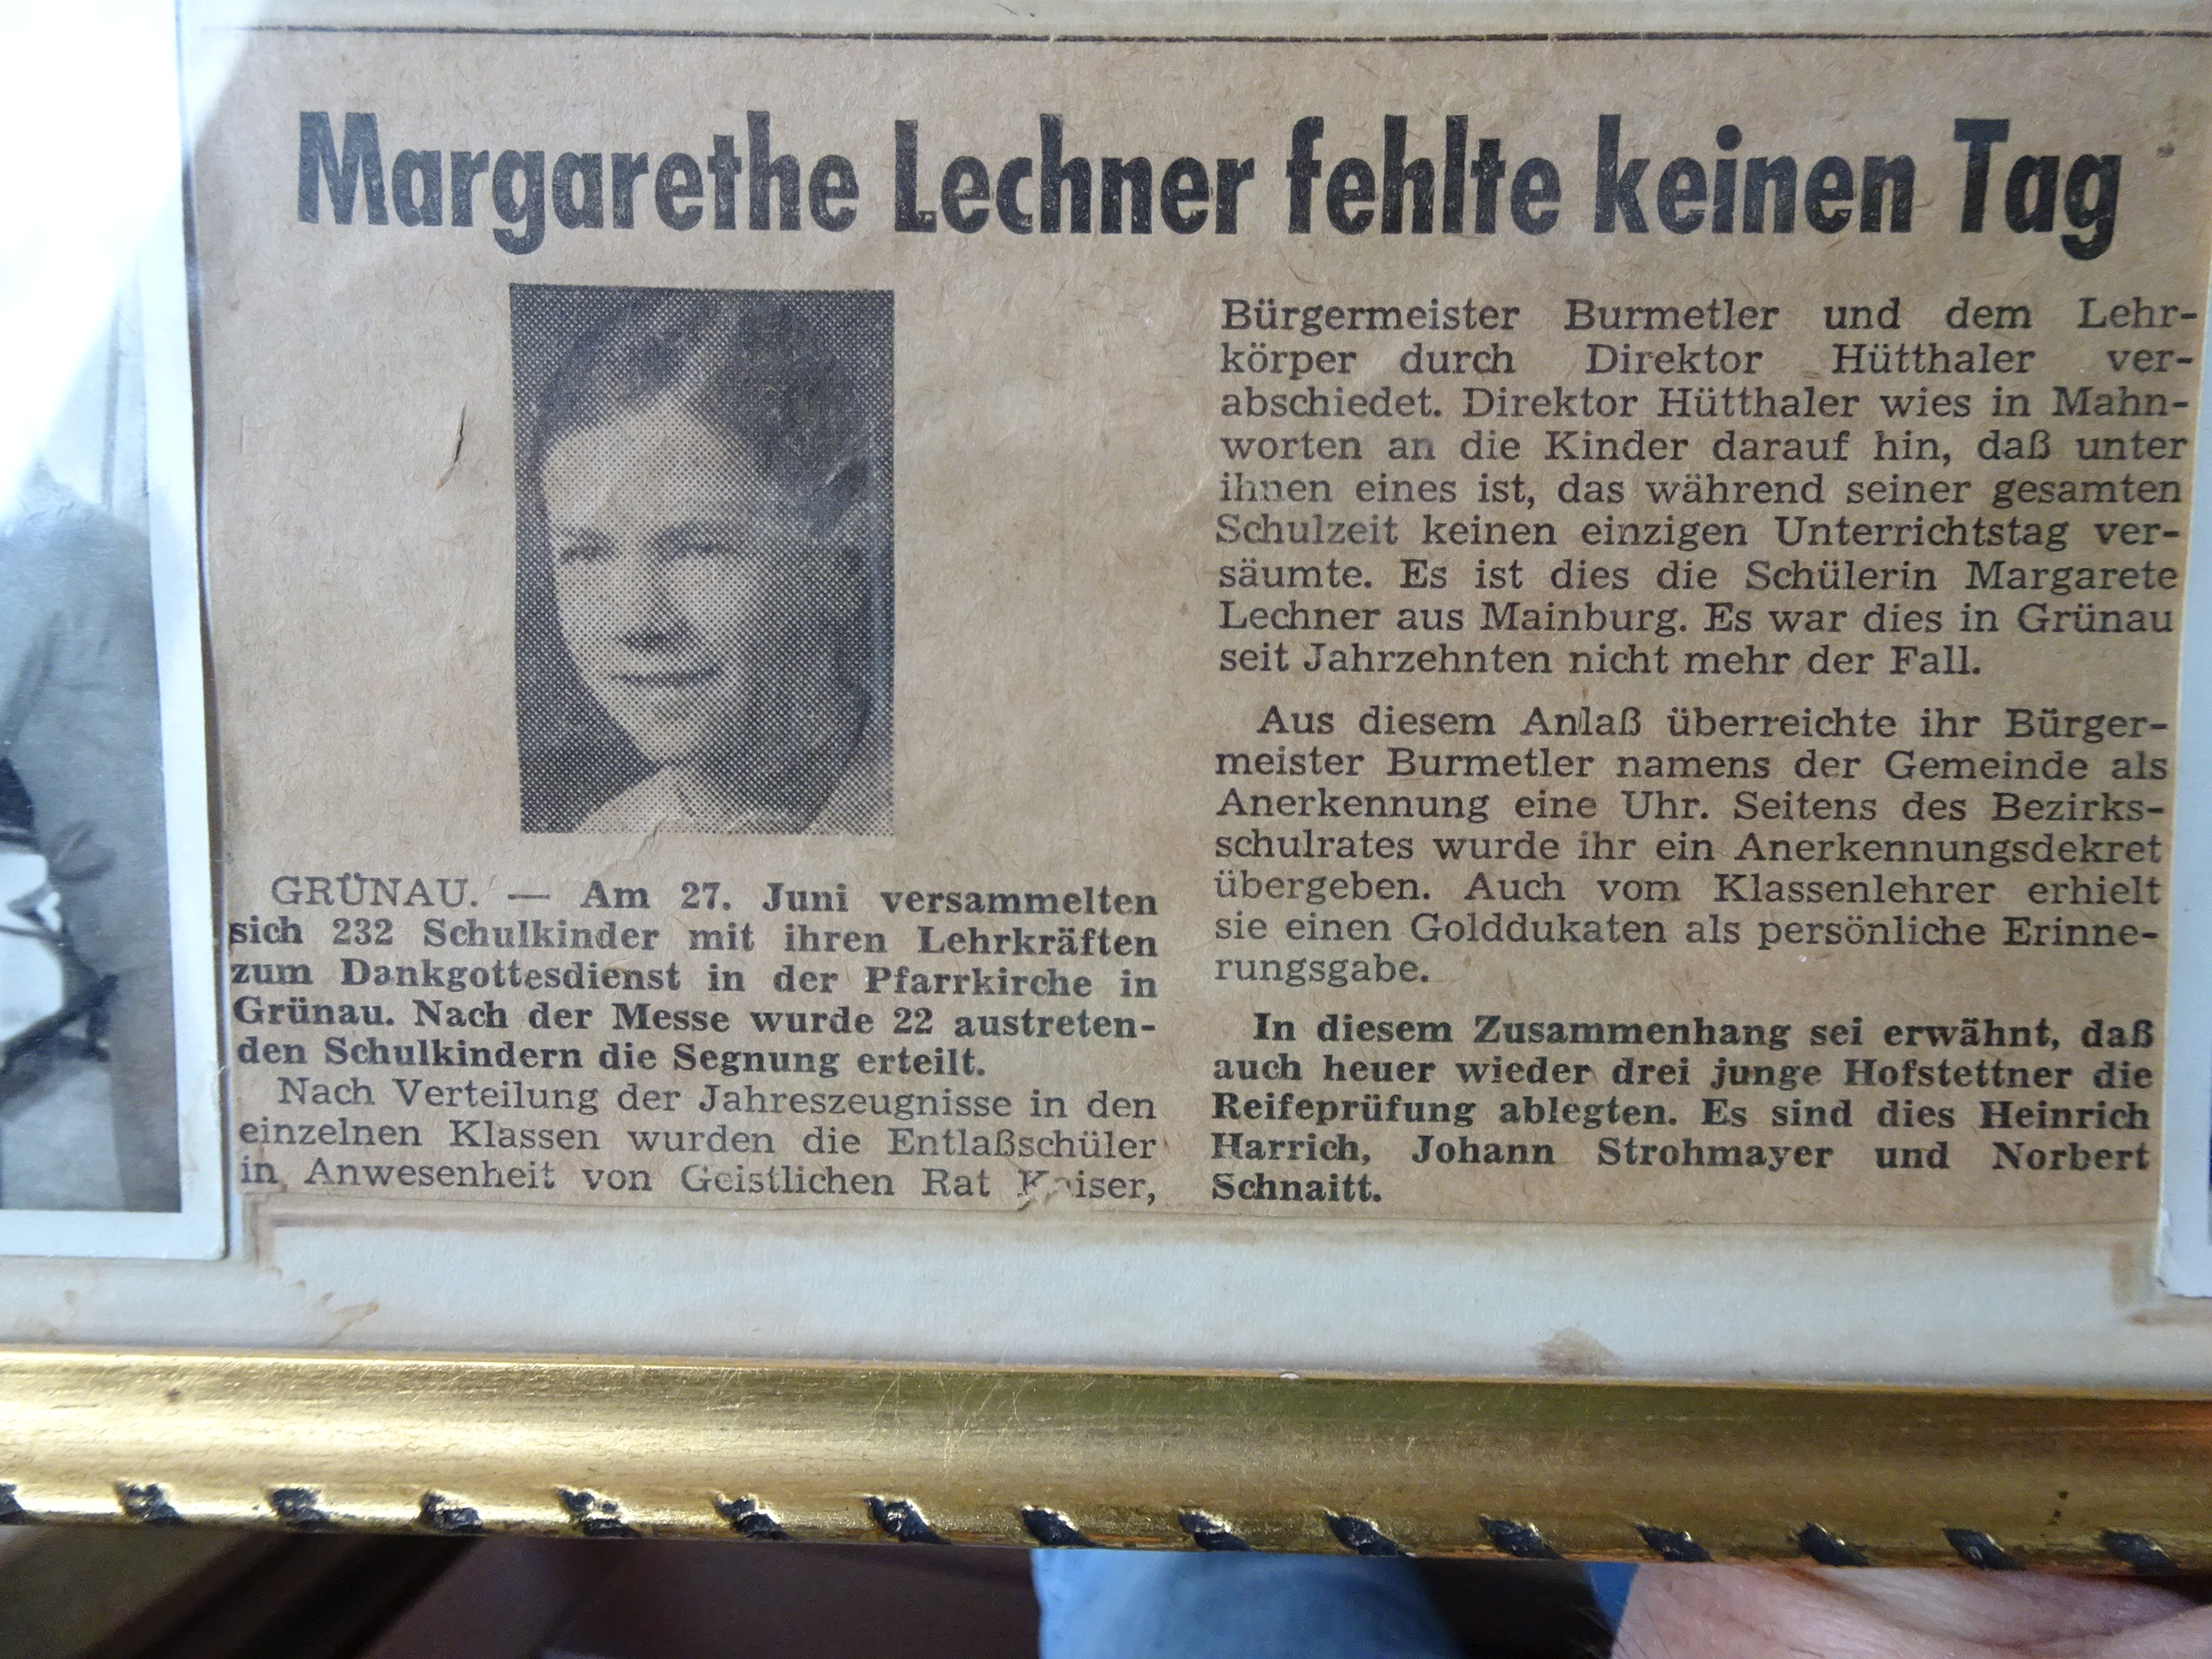 Margarethe Lechner fehlte keinen Tag
GRÜNAU. — Am 27. Juni versammelten
sich 232 Schulkinder mit ihren Lehrkräften
zum Dankgottesdienst in der Pfarrkirche in
Grünau. Nach der Messe wurde 22 austreten-
den Schulkindern die Segnung erteilt.
Nach Verteilung der Jahreszeugnisse in den
einzelnen Klassen wurden die Entlaßschüler
in Anwesenheit von Geistlichen Rat Kaiser,
Bürgermeister Burmetler und dem Lehr-
körper durch Direktor Hütthaler ver-
abschiedet. Direktor Hütthaler wies in Mahn-
worten an die Kinder darauf hin, daß unter
ihnen eines ist, das während seiner gesamten
Schulzeit keinen einzigen Unterrichtstag ver-
säumte. Es ist dies die Schülerin Margarete
Lechner aus Mainburg. Es war dies in Grünau
seit Jahrzehnten nicht mehr der Fall.
Aus diesem Anlaß überreichte ihr Bürger-
meister Burmetler namens der Gemeinde als
Anerkennung eine Uhr. Seitens des Bezirks-
schulrates wurde ihr ein Anerkennungsdekret
übergeben. Auch vom Klassenlehrer erhielt
sie einen Golddukaten als persönliche Erinne-
rungsgabe.
In diesem Zusammenhang sei erwähnt, daß
auch heuer wieder drei junge Hofstettner die
Reifeprüfung ablegten. Es sind dies Heinrich
Harrich, Johann Strohmayer und Norbert
Schnaitt.